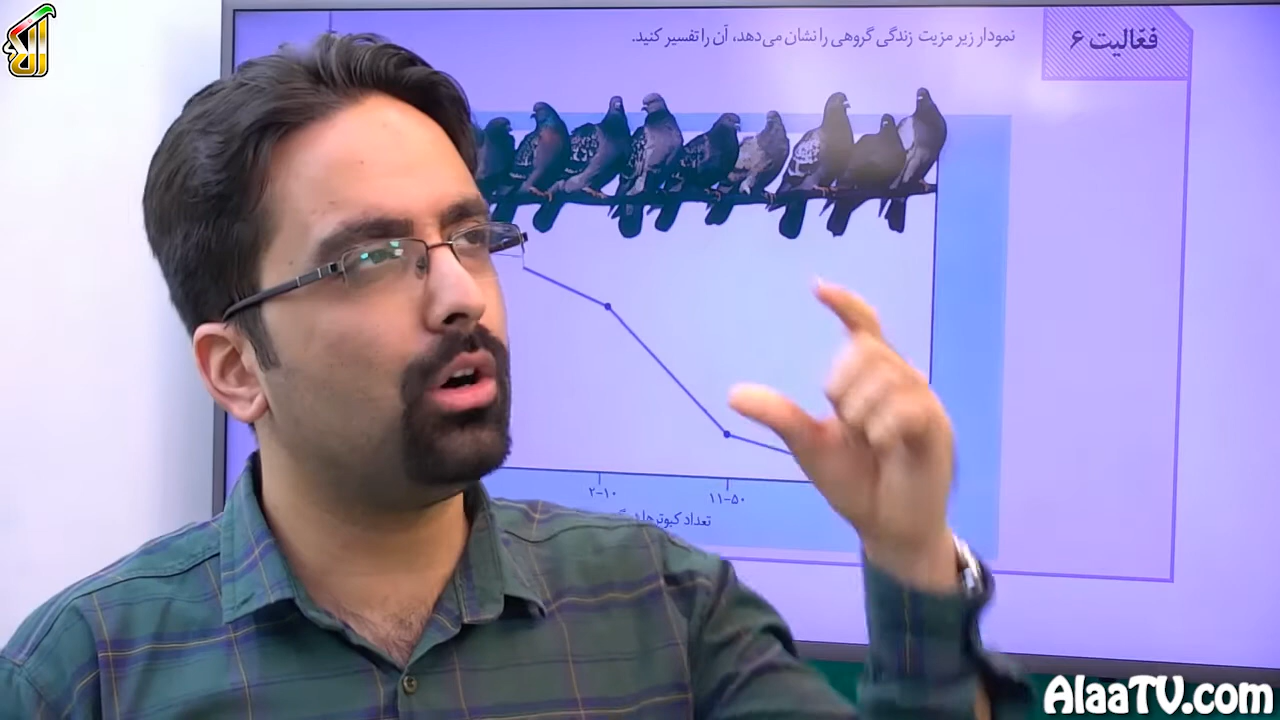 فعّالیت ۶
نمودار زیر مزیت زندگی گروهی را نشان می‌دهد، آن را تفسیر کنید.
۲-۱۰
۱۱-۵۰
تعداد کبوترها
AlaaTV.com